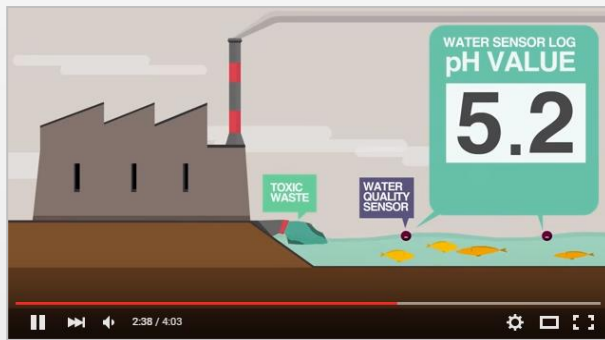 WATER SENSOR LOG
pH VALUE
5.2
TOXIC
WASTE
WATER
QUALITY
SENSOR
2:38 / 4:03